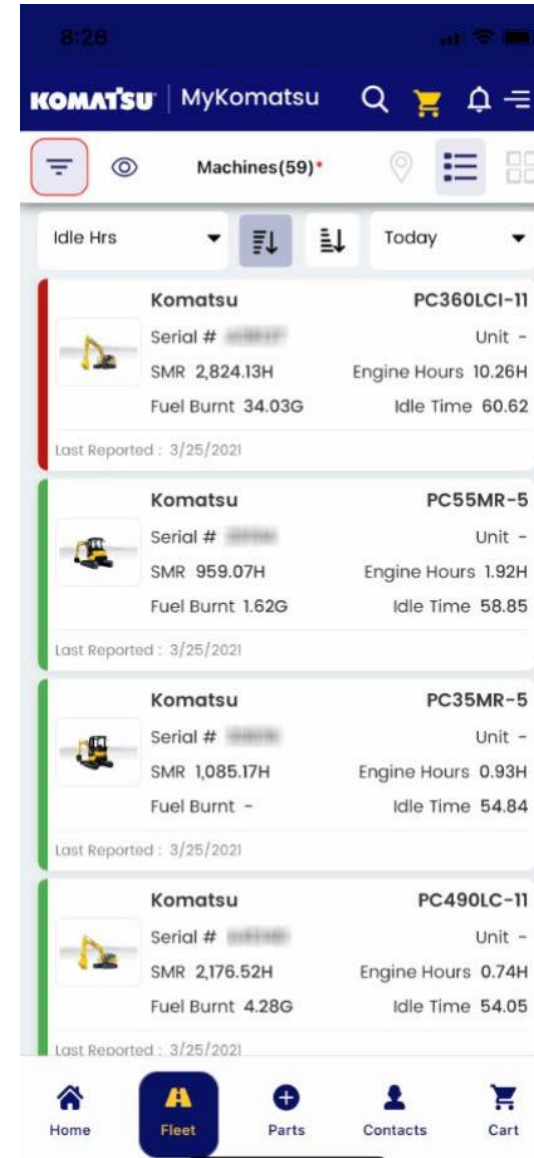 8:26
KOMATSU MyKomatsu
Machines(59)*
Idle Hrs Today
Komatsu PC360LCI-11
Serial # Unit -
SMR 2,824.13H Engine Hours 10.26H
Fuel Burnt 34.03G Idle Time 60.62
Last Reported : 3/25/2021
Komatsu PC55MR-5
Serial # Unit -
SMR 959.07H Engine Hours 1.92H
Fuel Burnt 1.62G Idle Time 58.85
Last Reported : 3/25/2021
Komatsu PC35MR-5
Serial # Unit -
SMR 1,085.17H Engine Hours 0.93H
Fuel Burnt - Idle Time 54.84
Last Reported : 3/25/2021
Komatsu PC490LC-11
Serial # Unit -
SMR 2,176.52H Engine Hours 0.74H
Fuel Burnt 4.28G Idle Time 54.05
Last Reported : 3/25/2021
Home Fleet Parts Contacts Cart